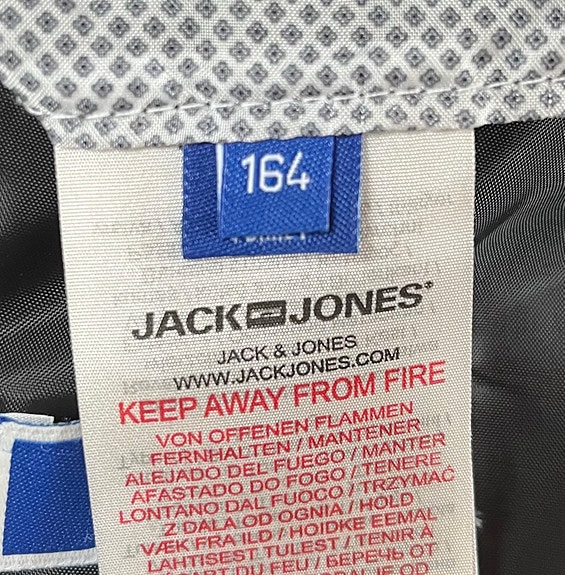 164
JACK JONES®
JACK & JONES
WWW.JACKJONES.COM
KEEP AWAY FROM FIRE
VON OFFENEN FLAMMEN
FERNHALTEN / MANTENER
ALEJADO DEL FUEGO / MANTER
AFASTADO DO FOGO / TENERE
LONTANO DAL FUOCO / TRZYMAĆ
Z DALA OD OGNIA / HOLD
VÆK FRA ILD / HOIDKE EEMAL
LAHTISEST TULEST / TENIR À
DU FEU / БЕРЕЧЬ ОТ
OD